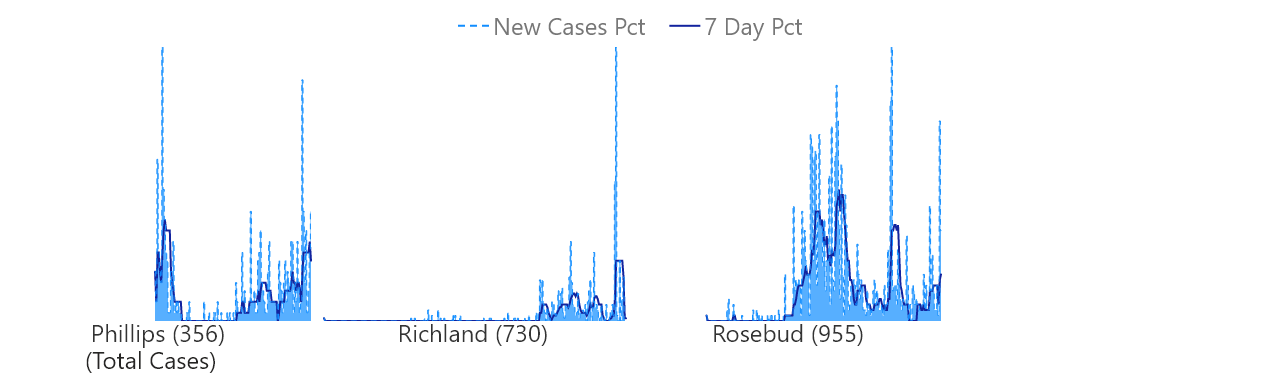 New Cases Pct 7 Day Pct
Phillips (356) Richland (730) Rosebud (955)
(Total Cases)